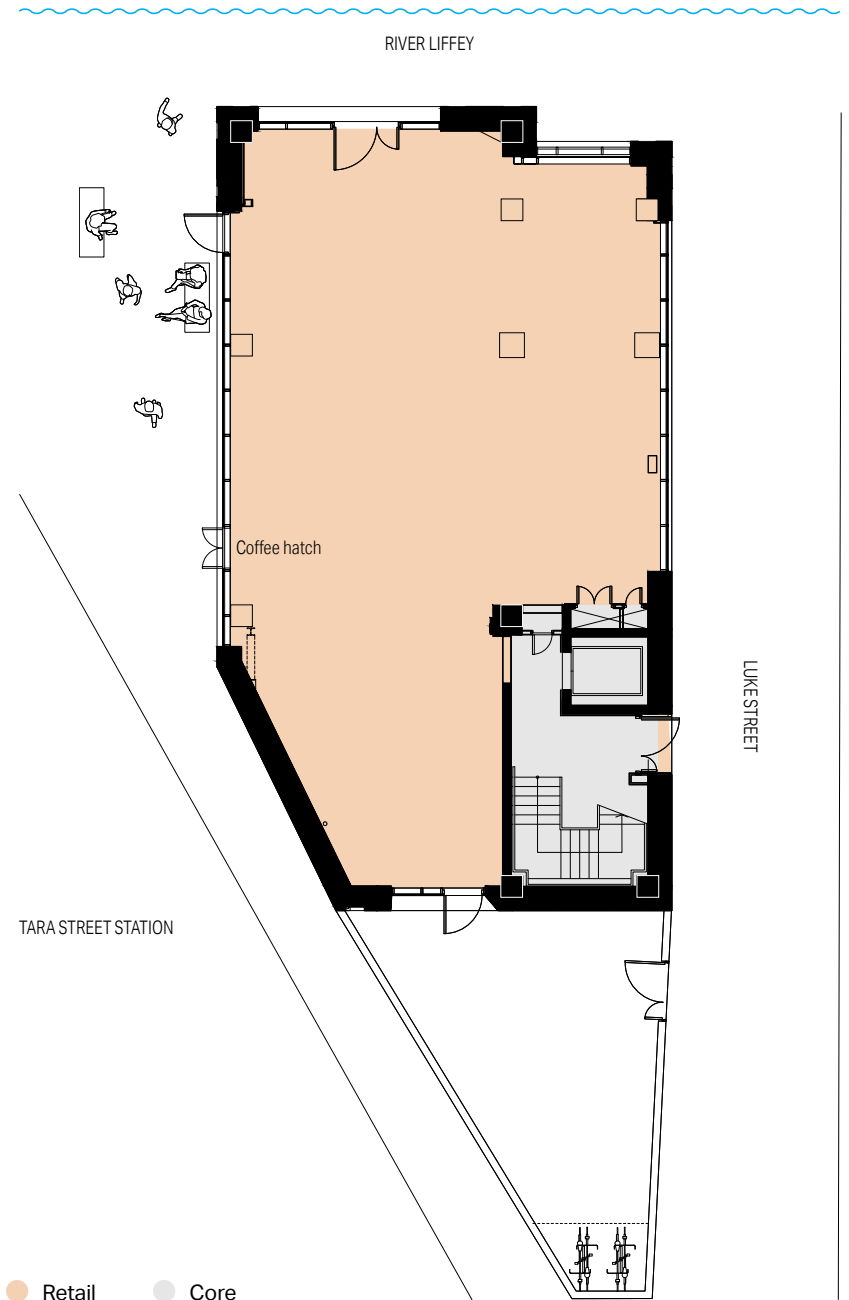 RIVER LIFFEY
Coffee hatch
LUKE STREET
TARA STREET STATION
Retail
Core